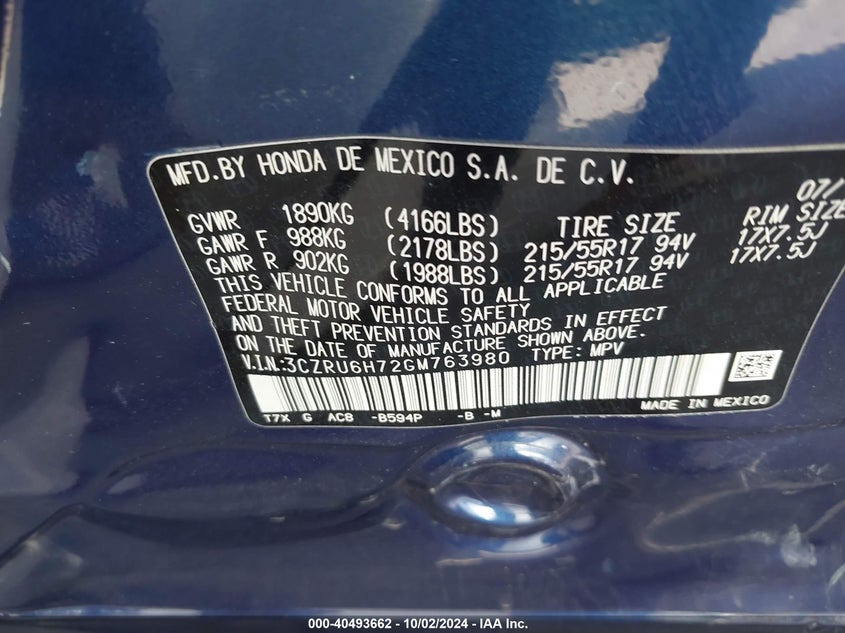 MFD.BY HONDA DE MEXICO S.A. DE C.V.
07/
GVWR 1890KG (4166LBS) TIRE SIZE RIM SIZE
GAWR F 988KG (2178LBS) 215/55R17 94V 17X7.5J
GAWR R 902KG (1988LBS) 215/55R17 94V 17X7.5J
THIS VEHICLE CONFORMS TO ALL APPLICABLE
FEDERAL MOTOR VEHICLE SAFETY
AND THEFT PREVENTION STANDARDS IN EFFECT
ON THE DATE OF MANUFACTURE SHOWN ABOVE.
V.I.N.:3CZRU6H72GM763980 TYPE: MPV
T7X G AC8 -B594P -B -M MADE IN MEXICO
000-40493662 - 10/02/2024 - IAA Inc.